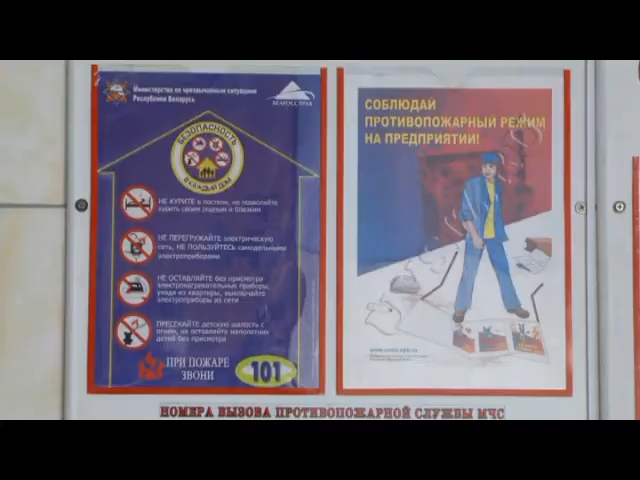 Министерство по чрезвычайным ситуациям
Республики Беларусь
БЕЛГОССТРАХ
БЕЗОПАСНОСТЬ
В КАЖДЫЙ ДОМ
НЕ КУРИТЕ в постели, не позволяйте
курить своим родным и близким
НЕ ПЕРЕГРУЖАЙТЕ электрическую
сеть, НЕ ПОЛЬЗУЙТЕСЬ самодельными
электроприборами
НЕ ОСТАВЛЯЙТЕ без присмотра
электронагревательные приборы,
уходя из квартиры, выключайте
электроприборы из сети
ПРЕСЕКАЙТЕ детскую шалость с
огнем, не оставляйте малолетних
детей без присмотра
ПРИ ПОЖАРЕ
ЗВОНИ
101
СОБЛЮДАЙ
ПРОТИВОПОЖАРНЫЙ РЕЖИМ
НА ПРЕДПРИЯТИИ!
НОМЕРА ВЫЗОВА ПРОТИВОПОЖАРНОЙ СЛУЖБЫ МЧС